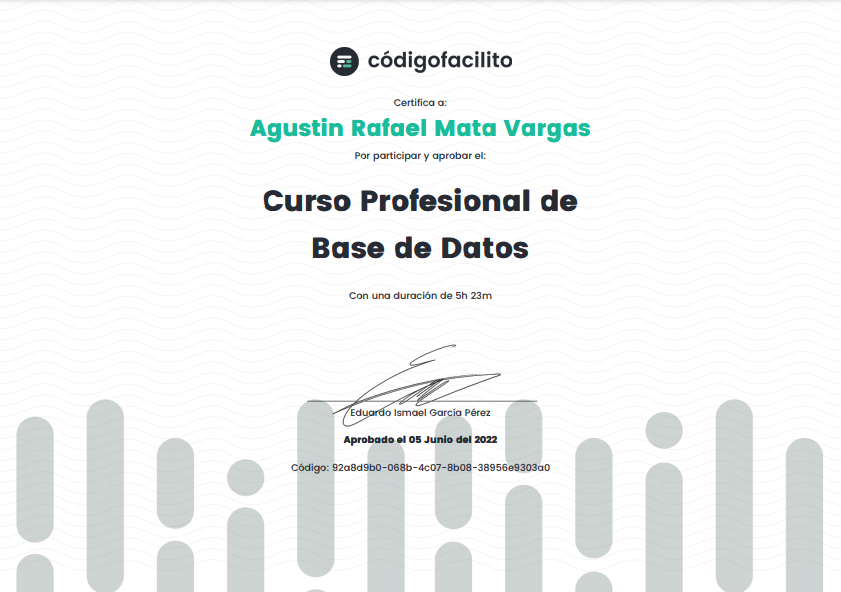 códigofacilito
Certifica a:
Agustin Rafael Mata Vargas
Por participar y aprobar el:
Curso Profesional de
Base de Datos
Con una duración de 5h 23m
Eduardo Ismael García Pérez
Aprobado el 05 Junio del 2022
Código: 92a8d9b0-068b-4c07-8b08-38956e9303a0